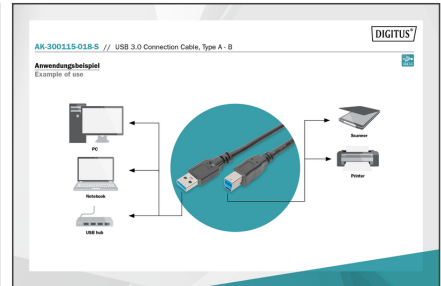 DIGITUS®
AK-300115-018-S // USB 3.0 Connection Cable, Type A - B
Anwendungsbeispiel
Example of use
PC
Notebook
USB hub
Scanner
Printer